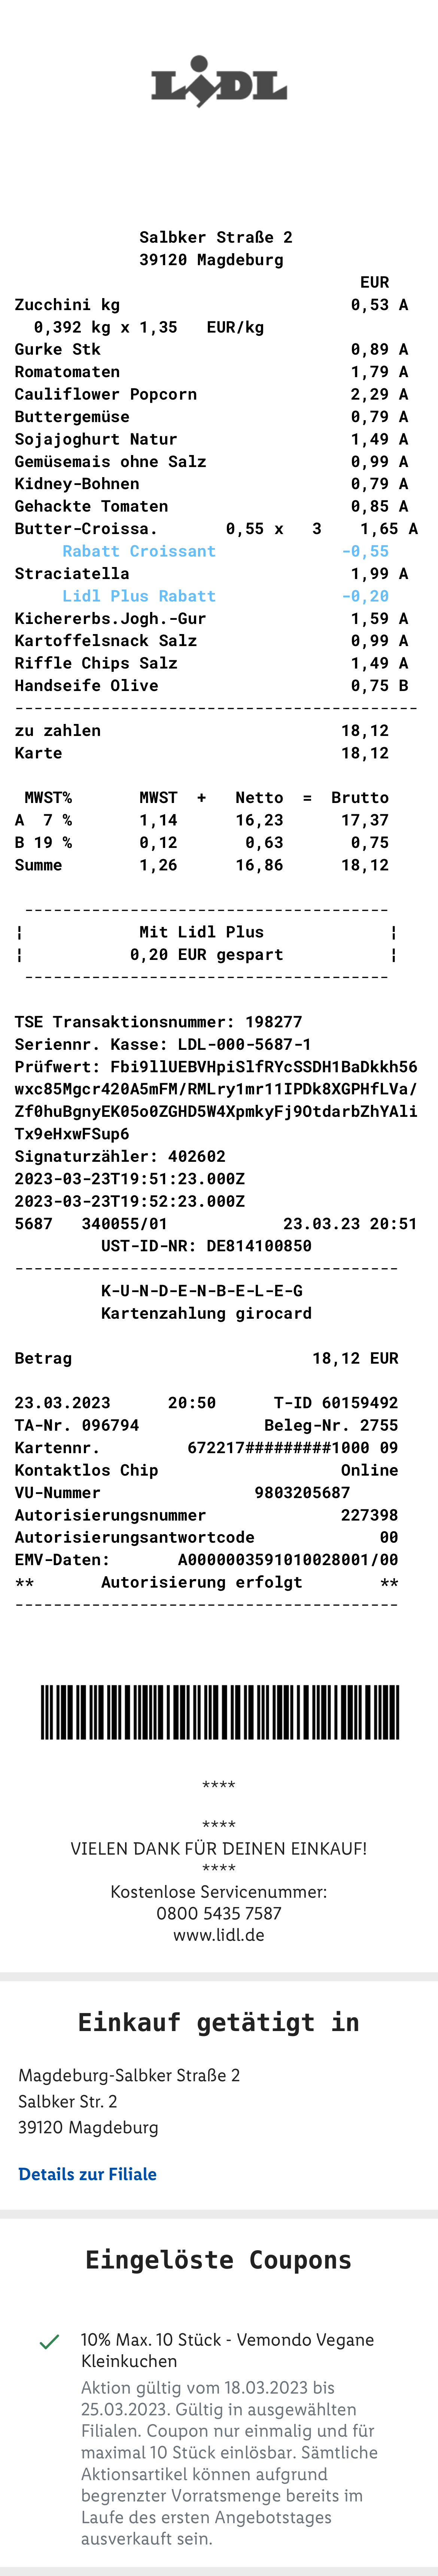 LIDL
Salbker Straße 2
39120 Magdeburg
EUR
Zucchini kg 0,53 A
0,392 kg x 1,35 EUR/kg
Gurke Stk 0,89 A
Romatomaten 1,79 A
Cauliflower Popcorn 2,29 A
Buttergemüse 0,79 A
Sojajoghurt Natur 1,49 A
Gemüsemais ohne Salz 0,99 A
Kidney-Bohnen 0,79 A
Gehackte Tomaten 0,85 A
Butter-Croissa. 0,55 x 3 1,65 A
Rabatt Croissant -0,55
Straciatella 1,99 A
Lidl Plus Rabatt -0,20
Kichererbs.Jogh.-Gur 1,59 A
Kartoffelsnack Salz 0,99 A
Riffle Chips Salz 1,49 A
Handseife Olive 0,75 B
------------------------------------------
zu zahlen 18,12
Karte 18,12
MWST% MWST + Netto = Brutto
A 7 % 1,14 16,23 17,37
B 19 % 0,12 0,63 0,75
Summe 1,26 16,86 18,12
--------------------------------------
¦ Mit Lidl Plus ¦
¦ 0,20 EUR gespart ¦
--------------------------------------
TSE Transaktionsnummer: 198277
Seriennr. Kasse: LDL-000-5687-1
Prüfwert: Fbi9llUEBVHpiSlfRYcSSDH1BaDkkh56
wxc85Mgcr420A5mFM/RMLry1mr11IPDk8XGPHfLVa/
Zf0huBgnyEK05o0ZGHD5W4XpmkyFj9OtdarbZhYAli
Tx9eHxwFSup6
Signaturzähler: 402602
2023-03-23T19:51:23.000Z
2023-03-23T19:52:23.000Z
5687 340055/01 23.03.23 20:51
UST-ID-NR: DE814100850
----------------------------------------
K-U-N-D-E-N-B-E-L-E-G
Kartenzahlung girocard
Betrag 18,12 EUR
23.03.2023 20:50 T-ID 60159492
TA-Nr. 096794 Beleg-Nr. 2755
Kartennr. 672217#########1000 09
Kontaktlos Chip Online
VU-Nummer 9803205687
Autorisierungsnummer 227398
Autorisierungsantwortcode 00
EMV-Daten: A0000003591010028001/00
** Autorisierung erfolgt **
----------------------------------------
****
****
VIELEN DANK FÜR DEINEN EINKAUF!
****
Kostenlose Servicenummer:
0800 5435 7587
www.lidl.de
Einkauf getätigt in
Magdeburg-Salbker Straße 2
Salbker Str. 2
39120 Magdeburg
Details zur Filiale
Eingelöste Coupons
10% Max. 10 Stück - Vemondo Vegane
Kleinkuchen
Aktion gültig vom 18.03.2023 bis
25.03.2023. Gültig in ausgewählten
Filialen. Coupon nur einmalig und für
maximal 10 Stück einlösbar. Sämtliche
Aktionsartikel können aufgrund
begrenzter Vorratsmenge bereits im
Laufe des ersten Angebotstages
ausverkauft sein.